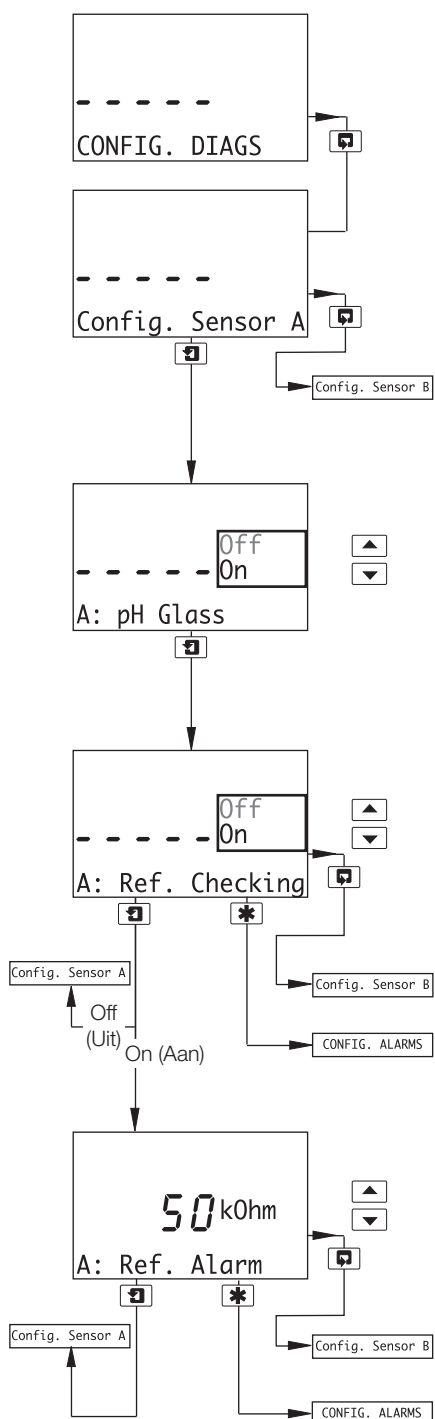 - - - - -
CONFIG. DIAGS
- - - - -
Config. Sensor A
Config. Sensor B
Off
- - - - - On
A: pH Glass
Off
- - - - - On
A: Ref. Checking
Config. Sensor A
Config. Sensor B
Off
(Uit)
On (Aan)
CONFIG. ALARMS
50 kOhm
A: Ref. Alarm
Config. Sensor A
Config. Sensor B
CONFIG. ALARMS